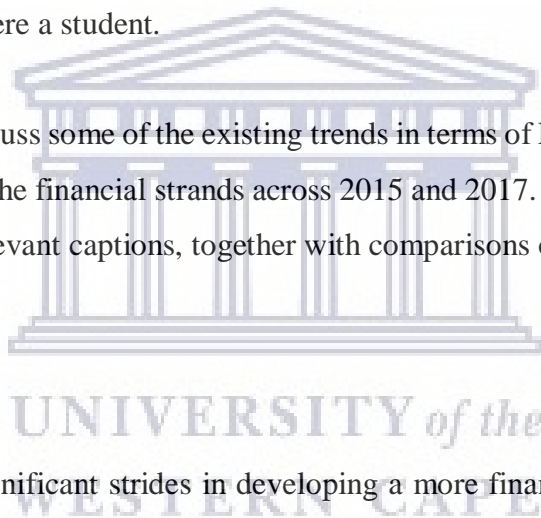 ere a student.
uss some of the existing trends in terms of
he financial strands across 2015 and 2017.
evant captions, together with comparisons
UNIVERSITY of the
nificant strides in developing a more finan
WESTERN CAPE